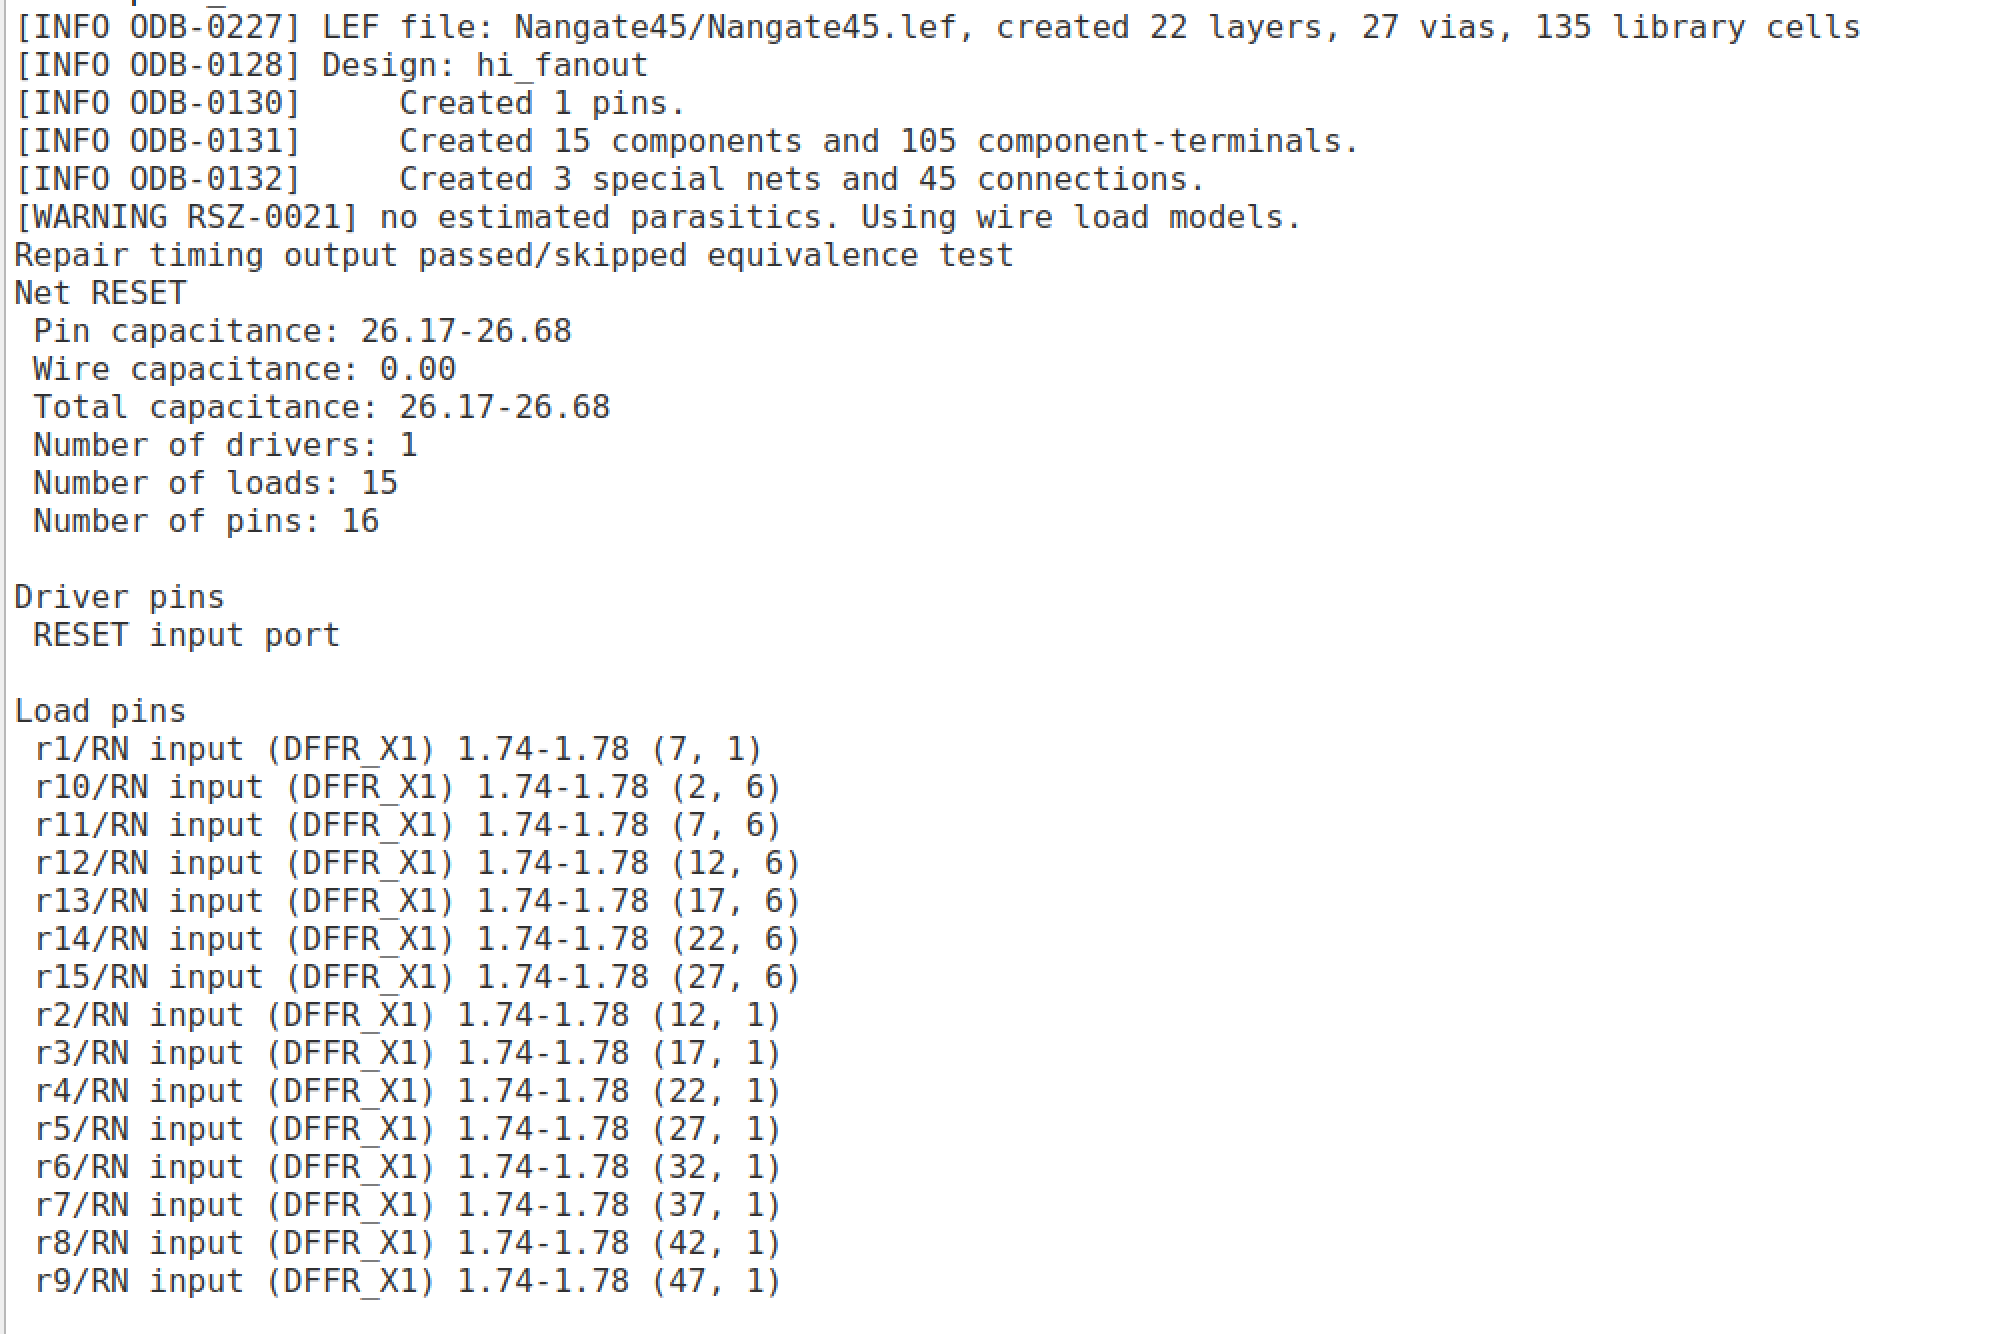 [INFO ODB-0227] LEF file: Nangate45/Nangate45.lef, created 22 layers, 27 vias, 135 library cells
[INFO ODB-0128] Design: hi_fanout
[INFO ODB-0130]     Created 1 pins.
[INFO ODB-0131]     Created 15 components and 105 component-terminals.
[INFO ODB-0132]     Created 3 special nets and 45 connections.
[WARNING RSZ-0021] no estimated parasitics. Using wire load models.
Repair timing output passed/skipped equivalence test
Net RESET
 Pin capacitance: 26.17-26.68
 Wire capacitance: 0.00
 Total capacitance: 26.17-26.68
 Number of drivers: 1
 Number of loads: 15
 Number of pins: 16

Driver pins
 RESET input port

Load pins
 r1/RN input (DFFR_X1) 1.74-1.78 (7, 1)
 r10/RN input (DFFR_X1) 1.74-1.78 (2, 6)
 r11/RN input (DFFR_X1) 1.74-1.78 (7, 6)
 r12/RN input (DFFR_X1) 1.74-1.78 (12, 6)
 r13/RN input (DFFR_X1) 1.74-1.78 (17, 6)
 r14/RN input (DFFR_X1) 1.74-1.78 (22, 6)
 r15/RN input (DFFR_X1) 1.74-1.78 (27, 6)
 r2/RN input (DFFR_X1) 1.74-1.78 (12, 1)
 r3/RN input (DFFR_X1) 1.74-1.78 (17, 1)
 r4/RN input (DFFR_X1) 1.74-1.78 (22, 1)
 r5/RN input (DFFR_X1) 1.74-1.78 (27, 1)
 r6/RN input (DFFR_X1) 1.74-1.78 (32, 1)
 r7/RN input (DFFR_X1) 1.74-1.78 (37, 1)
 r8/RN input (DFFR_X1) 1.74-1.78 (42, 1)
 r9/RN input (DFFR_X1) 1.74-1.78 (47, 1)